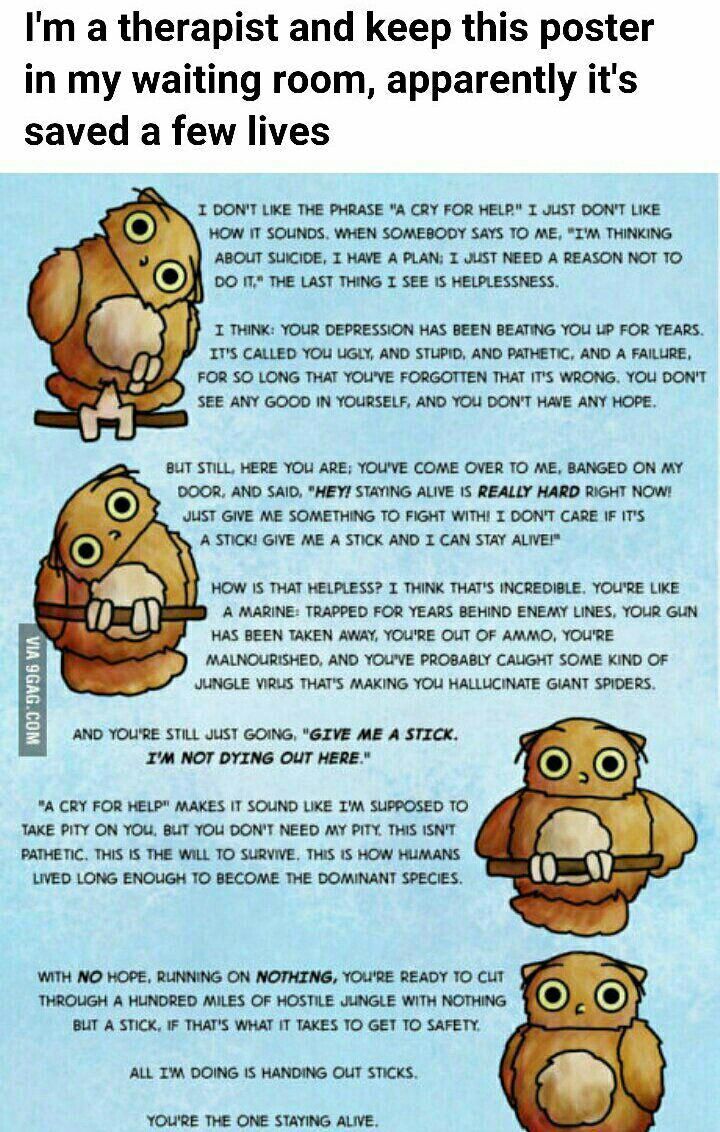 I'm a therapist and keep this poster
in my waiting room, apparently it's
saved a few lives
I DON'T LIKE THE PHRASE "A CRY FOR HELP." I JUST DON'T LIKE
HOW IT SOUNDS. WHEN SOMEBODY SAYS TO ME, "I'M THINKING
ABOUT SUICIDE, I HAVE A PLAN; I JUST NEED A REASON NOT TO
DO IT," THE LAST THING I SEE IS HELPLESSNESS.
I THINK: YOUR DEPRESSION HAS BEEN BEATING YOU UP FOR YEARS.
IT'S CALLED YOU UGLY, AND STUPID, AND PATHETIC, AND A FAILURE,
FOR SO LONG THAT YOU'VE FORGOTTEN THAT IT'S WRONG. YOU DON'T
SEE ANY GOOD IN YOURSELF, AND YOU DON'T HAVE ANY HOPE.
BUT STILL, HERE YOU ARE; YOU'VE COME OVER TO ME, BANGED ON MY
DOOR, AND SAID, "HEY! STAYING ALIVE IS REALLY HARD RIGHT NOW!
JUST GIVE ME SOMETHING TO FIGHT WITH! I DON'T CARE IF IT'S
A STICK! GIVE ME A STICK AND I CAN STAY ALIVE!"
HOW IS THAT HELPLESS? I THINK THAT'S INCREDIBLE. YOU'RE LIKE
A MARINE: TRAPPED FOR YEARS BEHIND ENEMY LINES, YOUR GUN
HAS BEEN TAKEN AWAY, YOU'RE OUT OF AMMO, YOU'RE
MALNOURISHED, AND YOU'VE PROBABLY CAUGHT SOME KIND OF
JUNGLE VIRUS THAT'S MAKING YOU HALLUCINATE GIANT SPIDERS.
VIA 9GAG.COM
AND YOU'RE STILL JUST GOING, "GIVE ME A STICK.
I'M NOT DYING OUT HERE."
"A CRY FOR HELP" MAKES IT SOUND LIKE I'M SUPPOSED TO
TAKE PITY ON YOU, BUT YOU DON'T NEED MY PITY. THIS ISN'T
PATHETIC. THIS IS THE WILL TO SURVIVE. THIS IS HOW HUMANS
LIVED LONG ENOUGH TO BECOME THE DOMINANT SPECIES.
WITH NO HOPE, RUNNING ON NOTHING, YOU'RE READY TO CUT
THROUGH A HUNDRED MILES OF HOSTILE JUNGLE WITH NOTHING
BUT A STICK, IF THAT'S WHAT IT TAKES TO GET TO SAFETY.
ALL I'M DOING IS HANDING OUT STICKS.
YOU'RE THE ONE STAYING ALIVE.